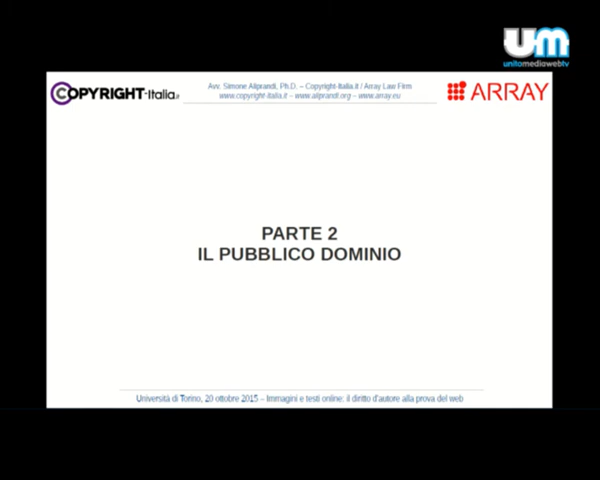 um
unitomediawebtv
COPYRIGHT-Italia.it
Avv. Simone Aliprandi, Ph.D. – Copyright-Italia.it / Array Law Firm
www.copyright-italia.it – www.aliprandi.org – www.array.eu
ARRAY
PARTE 2
IL PUBBLICO DOMINIO
Università di Torino, 20 ottobre 2015 – Immagini e testi online: il diritto d'autore alla prova del web